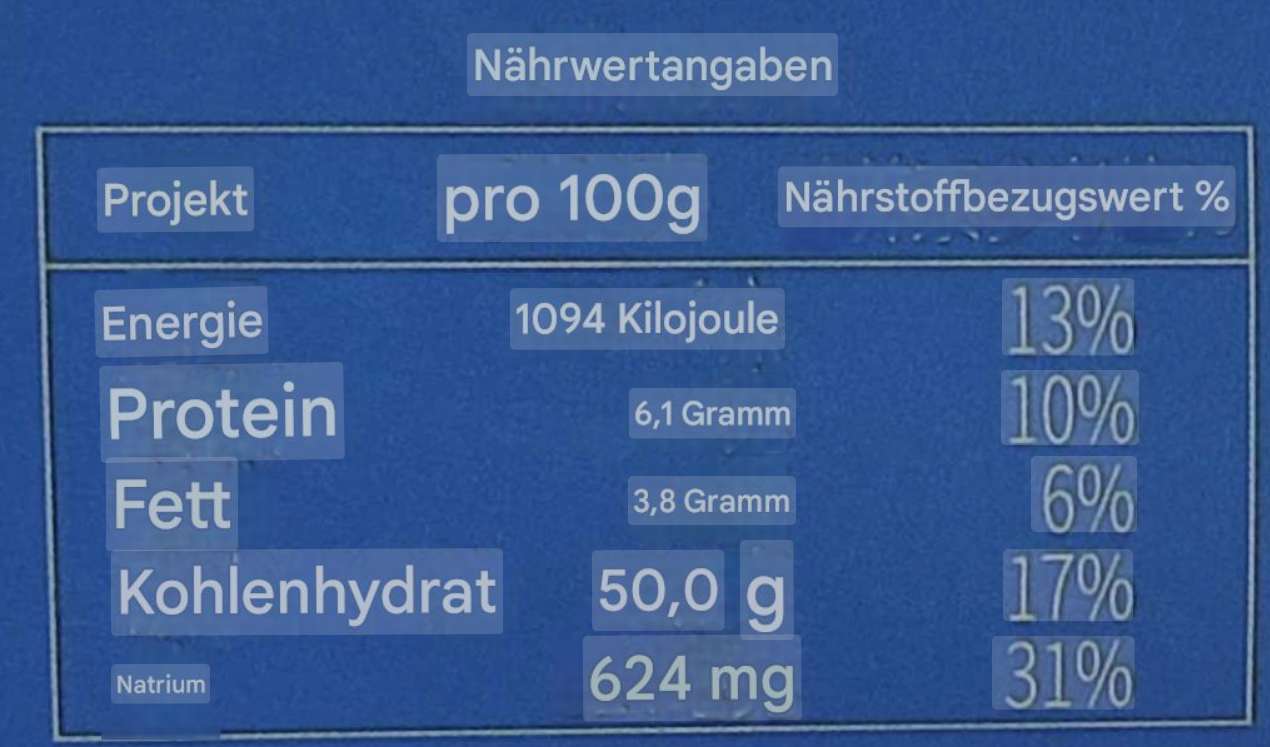 Nährwertangaben
Projekt pro 100g Nährstoffbezugswert %
Energie 1094 Kilojoule 13%
Protein 6,1 Gramm 10%
Fett 3,8 Gramm 6%
Kohlenhydrat 50,0 g 17%
Natrium 624 mg 31%